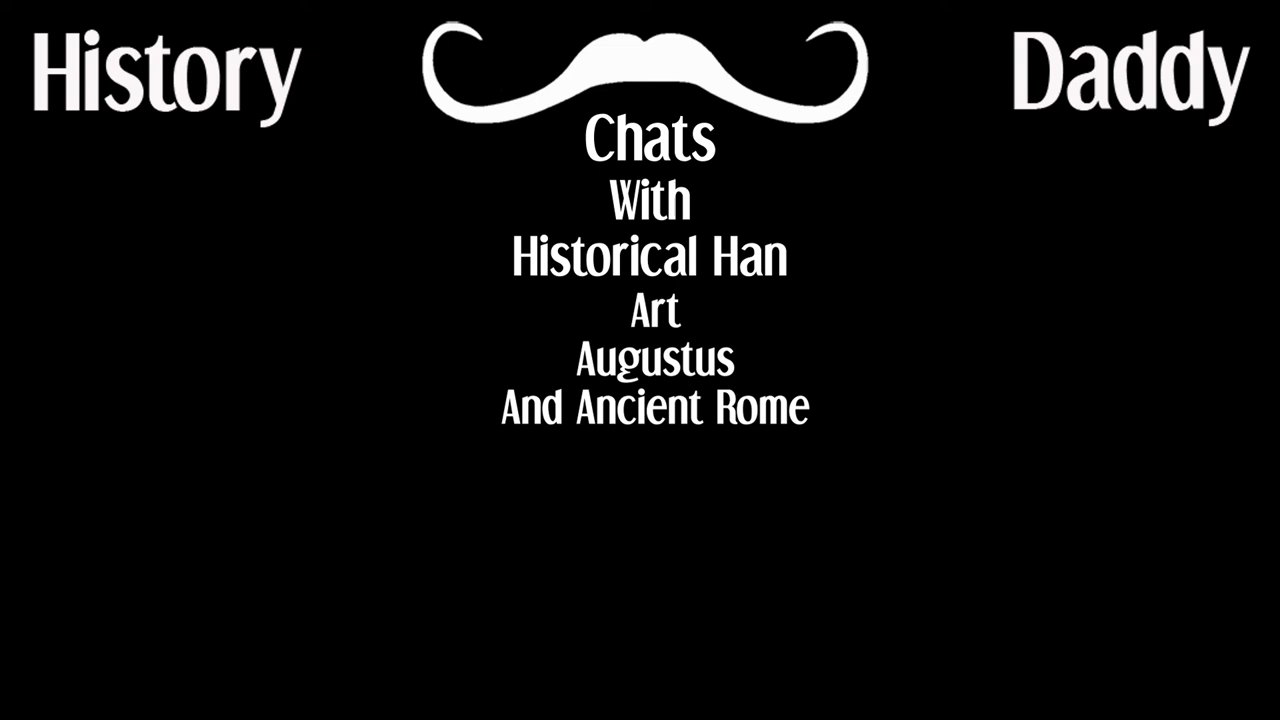 History Daddy
Chats
With
Historical Han
Art
Augustus
And Ancient Rome